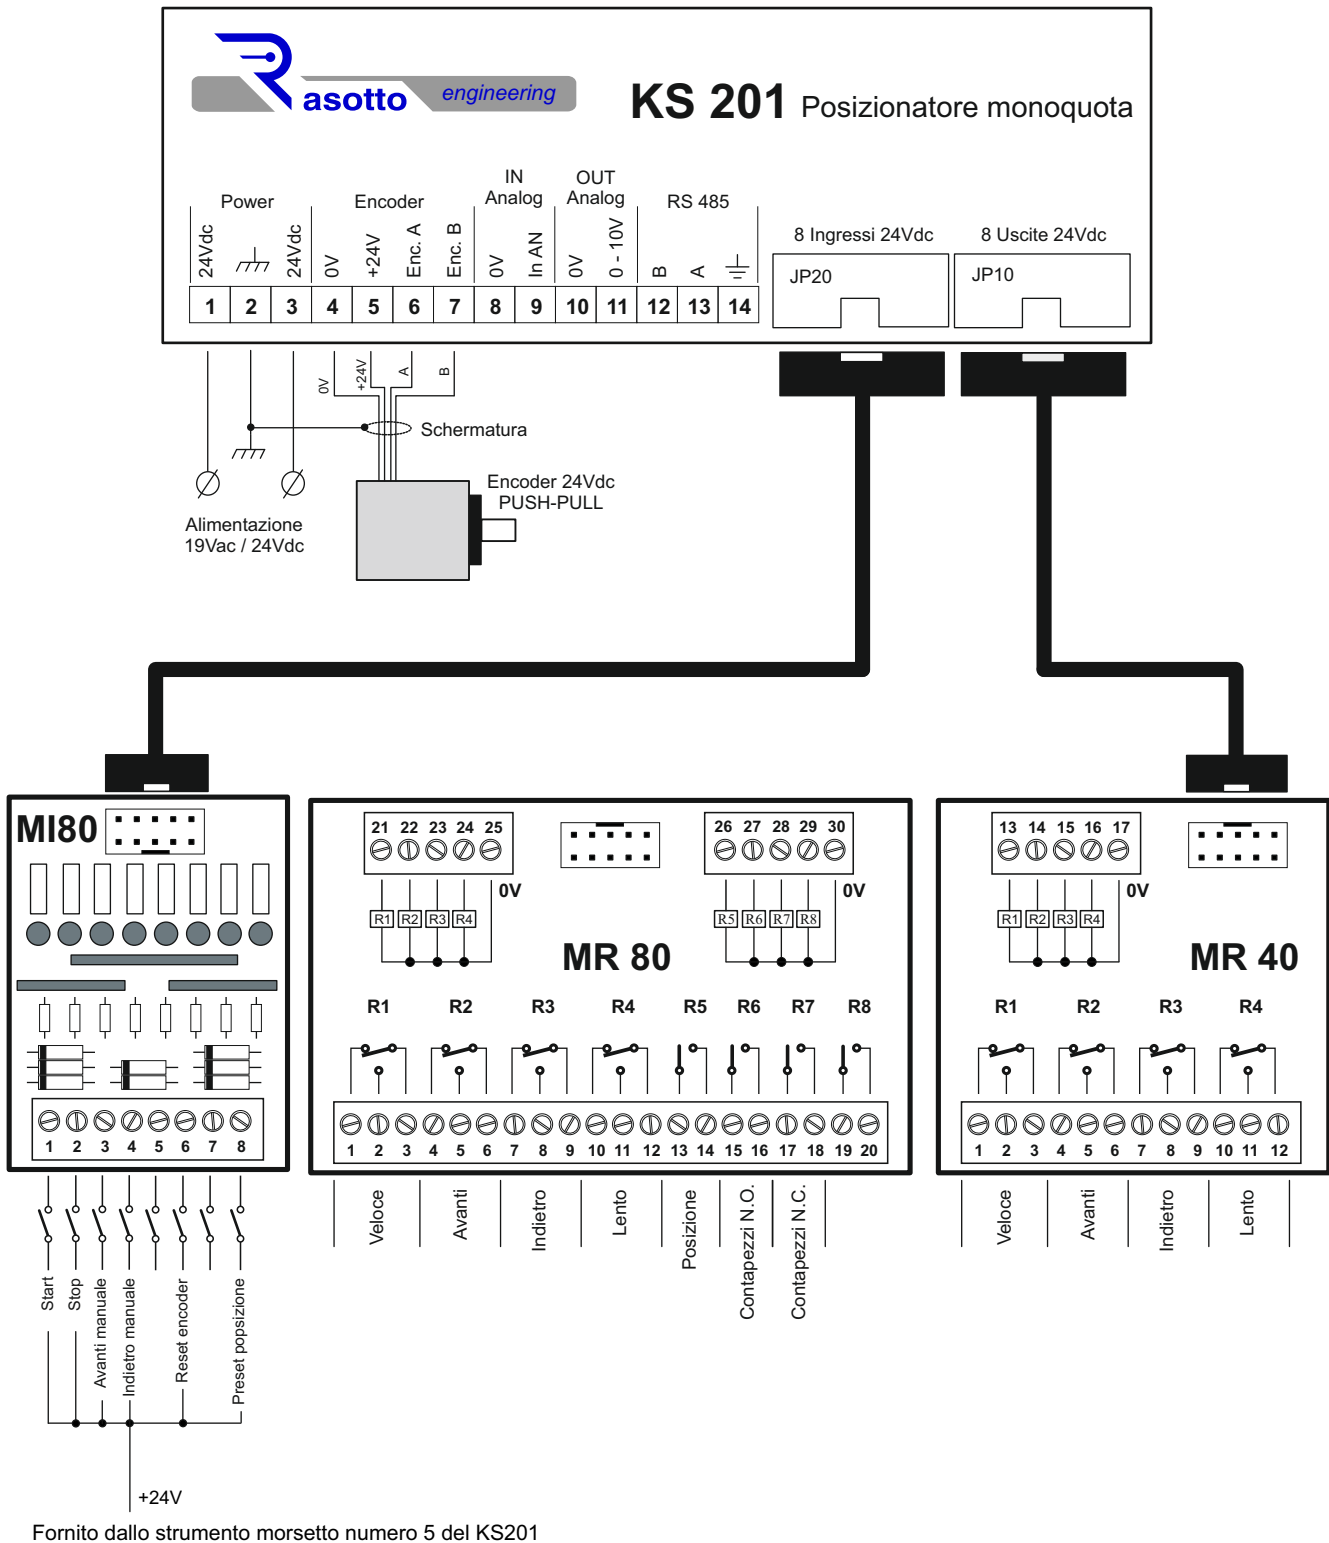 asotto engineering
KS 201 Posizionatore monoquota
Power
Encoder
IN
Analog
OUT
Analog
RS 485
8 Ingressi 24Vdc
8 Uscite 24Vdc
24Vdc
24Vdc
0V
+24V
Enc. A
Enc. B
0V
In AN
0V
0 - 10V
B
A
JP20
JP10
1 2 3 4 5 6 7 8 9 10 11 12 13 14
0V
+24V
A
B
Schermatura
Encoder 24Vdc
PUSH-PULL
Alimentazione
19Vac / 24Vdc
MI80
1 2 3 4 5 6 7 8
Start
Stop
Avanti manuale
Indietro manuale
Reset encoder
Preset popsizione
+24V
Fornito dallo strumento morsetto numero 5 del KS201
21 22 23 24 25
0V
R1 R2 R3 R4
26 27 28 29 30
0V
R5 R6 R7 R8
MR 80
R1 R2 R3 R4 R5 R6 R7 R8
1 2 3 4 5 6 7 8 9 10 11 12 13 14 15 16 17 18 19 20
Veloce
Avanti
Indietro
Lento
Posizione
Contapezzi N.O.
Contapezzi N.C.
13 14 15 16 17
0V
R1 R2 R3 R4
MR 40
R1 R2 R3 R4
1 2 3 4 5 6 7 8 9 10 11 12
Veloce
Avanti
Indietro
Lento